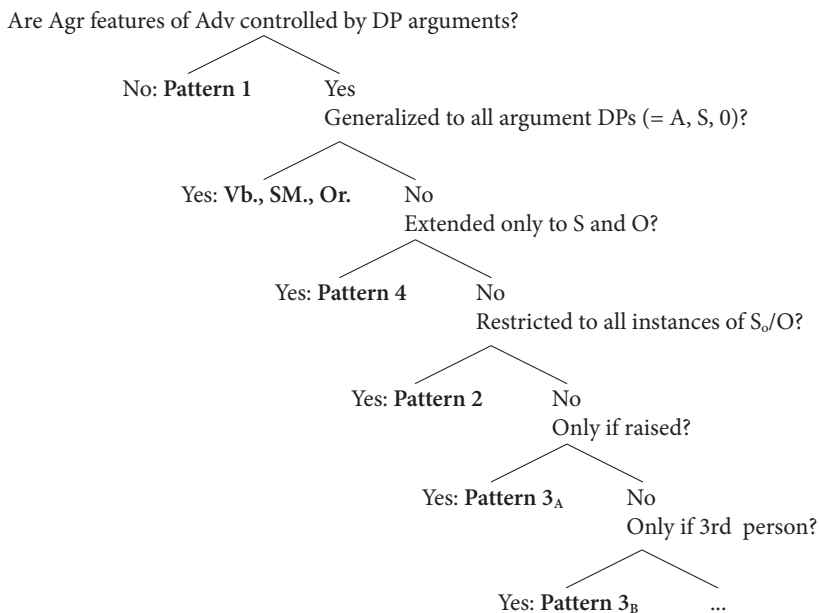 Are Agr features of Adv controlled by DP arguments?
No: Pattern 1 Yes
Generalized to all argument DPs (= A, S, 0)?
Yes: Vb., SM., Or. No
Extended only to S and O?
Yes: Pattern 4 No
Restricted to all instances of Sₒ/O?
Yes: Pattern 2 No
Only if raised?
Yes: Pattern 3A No
Only if 3rd person?
Yes: Pattern 3B ...